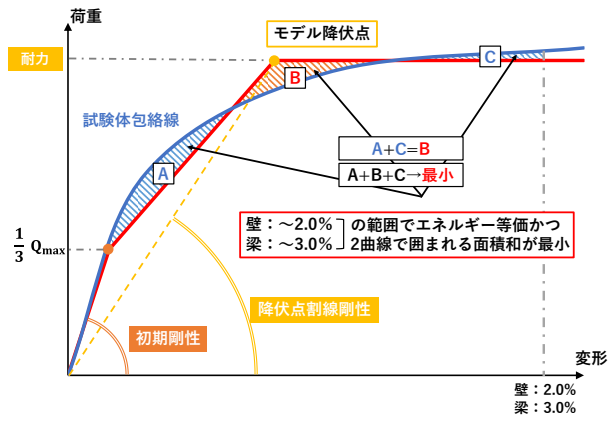 荷重
モデル降伏点
耐力
C
B
試験体包絡線
A+C=B
A
A+B+C→最小
壁：～2.0%
梁：～3.0%
の範囲でエネルギー等価かつ
2曲線で囲まれる面積和が最小
1/3 Qmax
降伏点割線剛性
初期剛性
変形
壁：2.0%
梁：3.0%